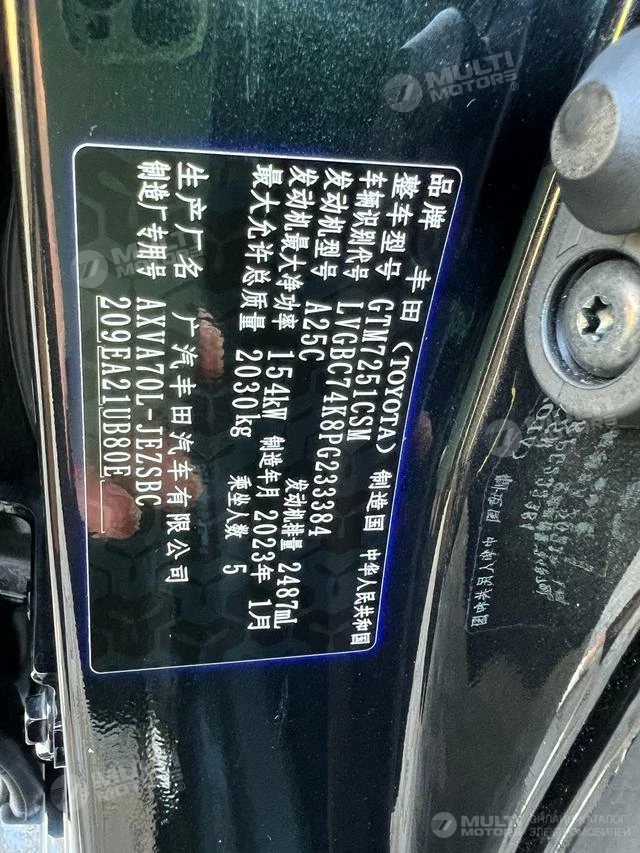 品牌 丰田（TOYOTA） 制造国 中华人民共和国
整车型号 GTM7251CSM
车辆识别代号 LVGBC74K8PG233384
发动机型号 A25C 发动机排量 2487mL
发动机最大净功率 154kW 制造年月 2023年 1月
最大允许总质量 2030kg 乘坐人数 5
生产厂名 广汽丰田汽车有限公司
制造厂专用号 AXVA70L-JEZSBC
209EA21UB80E
MULTI
MOTORS
MULTI
MOTORS
ОНЛАЙН-КАТАЛОГ
ЭЛЕКТРОМОБИЛЕЙ